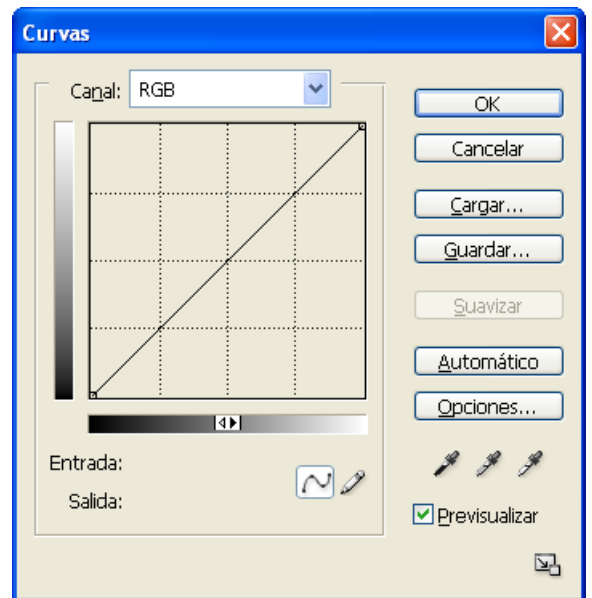 Curvas
Canal: RGB
OK
Cancelar
Cargar...
Guardar...
Suavizar
Automático
Opciones...
Entrada:
Salida:
Previsualizar